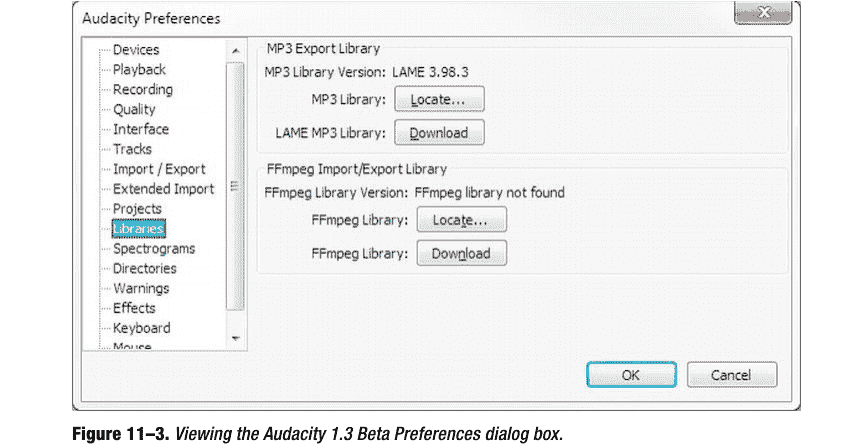 Audacity Preferences
Devices
Playback
Recording
Quality
Interface
Tracks
Import / Export
Extended Import
Projects
Libraries
Spectrograms
Directories
Warnings
Effects
Keyboard
Mouse
MP3 Export Library
MP3 Library Version: LAME 3.98.3
MP3 Library: Locate...
LAME MP3 Library: Download
FFmpeg Import/Export Library
FFmpeg Library Version: FFmpeg library not found
FFmpeg Library: Locate...
FFmpeg Library: Download
OK Cancel
Figure 11–3. Viewing the Audacity 1.3 Beta Preferences dialog box.